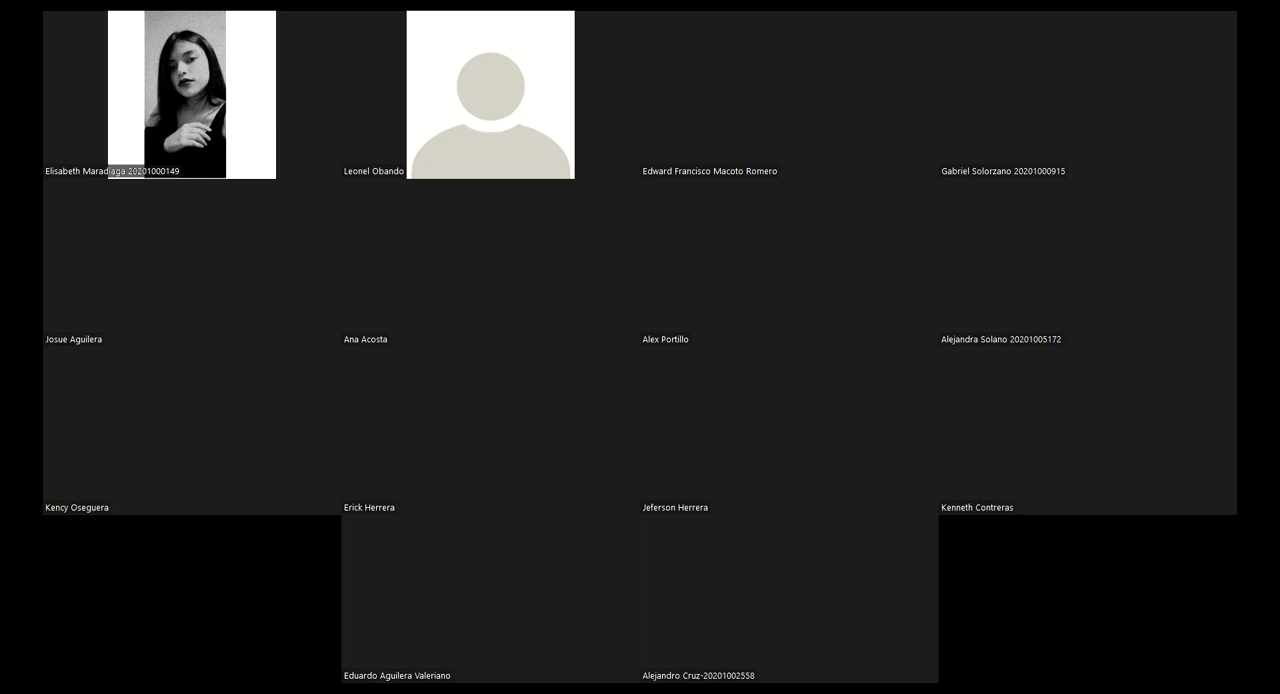 Elisabeth Maradiaga 20201000149
Leonel Obando
Edward Francisco Macoto Romero
Gabriel Solorzano 20201000915
Josue Aguilera
Ana Acosta
Alex Portillo
Alejandra Solano 20201005172
Kency Oseguera
Erick Herrera
Jeferson Herrera
Kenneth Contreras
Eduardo Aguilera Valeriano
Alejandro Cruz-20201002558